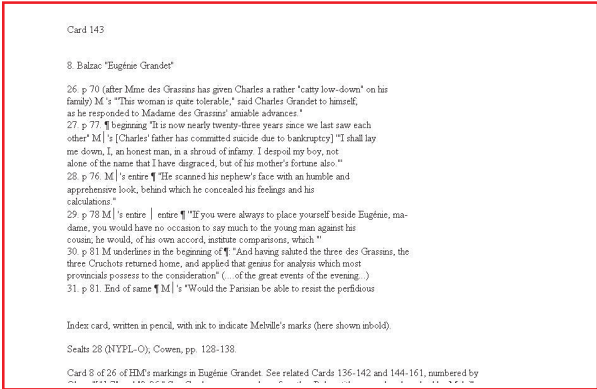 Card 143
8. Balzac "Eugénie Grandet"
26. p 70 (after Mme des Grassins has given Charles a rather "catty low-down" on his
family) M 's "'This woman is quite tolerable,' said Charles Grandet to himself,
as he responded to Madame des Grassins' amiable advances."
27. p 77. ¶ beginning "It is now nearly twenty-three years since we last saw each
other" M│'s [Charles' father has committed suicide due to bankruptcy] "'I shall lay
me down, I, an honest man, in a shroud of infamy. I despoil my boy, not
alone of the name that I have disgraced, but of his mother's fortune also.'"
28. p 76. M│'s entire ¶ "He scanned his nephew's face with an humble and
apprehensive look, behind which he concealed his feelings and his
calculations."
29. p 78 M│'s entire │ entire ¶ "'If you were always to place yourself beside Eugénie, ma-
dame, you would have no occasion to say much to the young man against his
cousin; he would, of his own accord, institute comparisons, which '"
30. p 81 M underlines in the beginning of ¶: "And having saluted the three des Grassins, the
three Cruchots returned home, and applied that genius for analysis which most
provincials possess to the consideration" (....of the great events of the evening...)
31. p 81. End of same ¶ M│'s "Would the Parisian be able to resist the perfidious
Index card, written in pencil, with ink to indicate Melville's marks (here shown inbold).
Sealts 28 (NYPL-O); Cowen, pp. 128-138.
Card 8 of 26 of HM's markings in Eugénie Grandet. See related Cards 136-142 and 144-161, numbered by